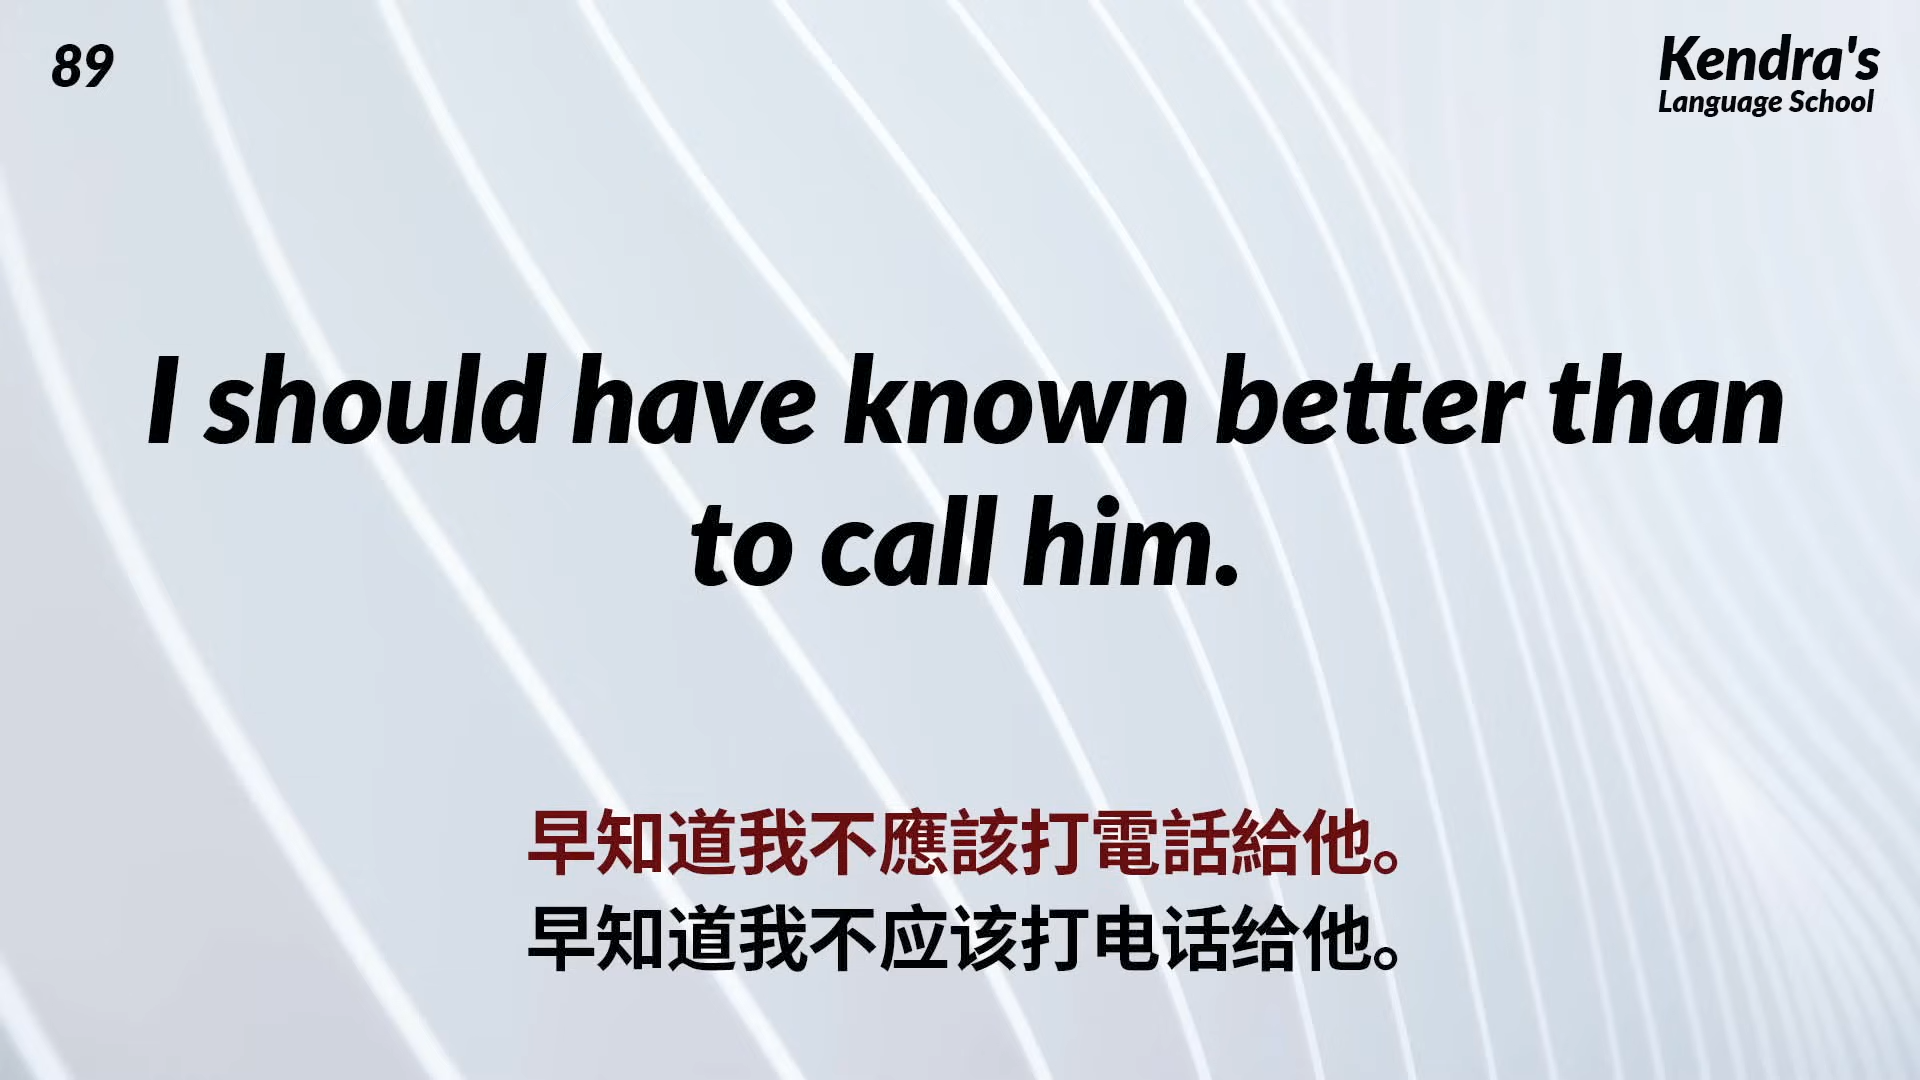 89
Kendra's
Language School
I should have known better than
to call him.
早知道我不應該打電話給他。
早知道我不应该打电话给他。